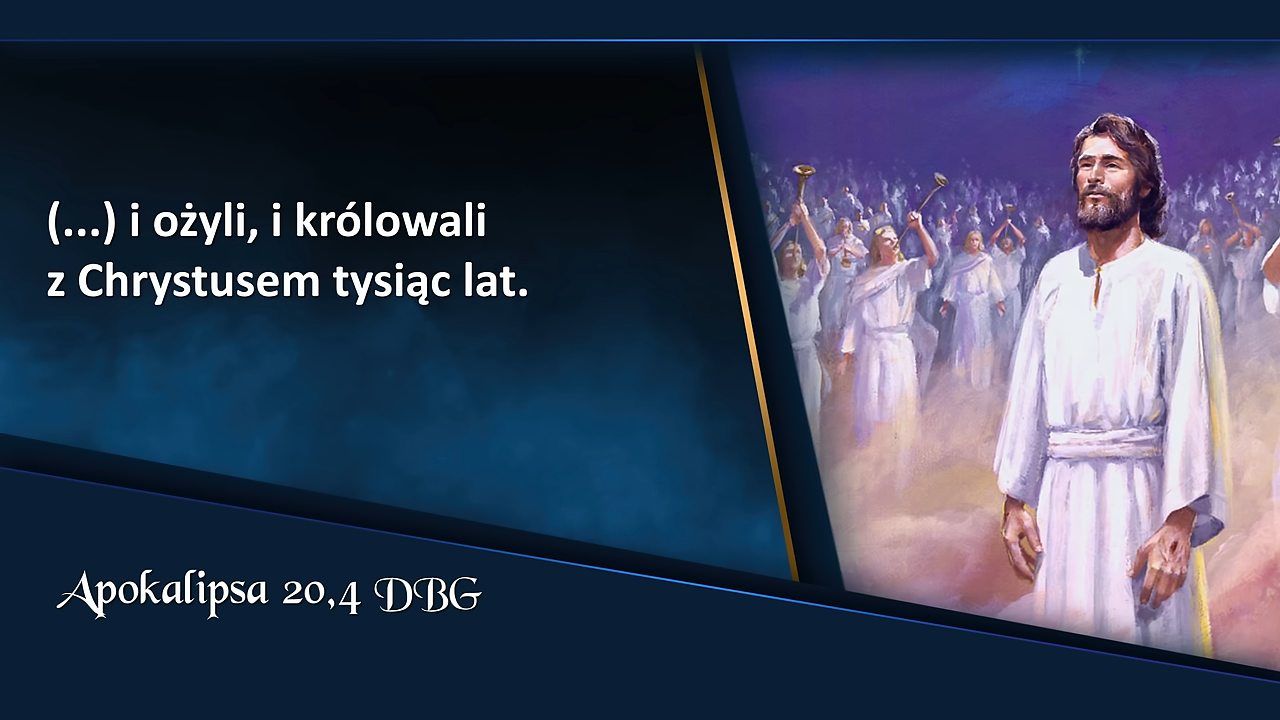 (...) i ożyli, i królowali
z Chrystusem tysiąc lat.
Apokalipsa 20,4 DBG